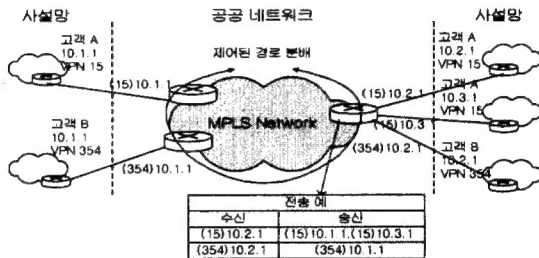 사설망
공공 네트워크
사설망
고객 A
10.1.1
VPN 15
제어된 경로 분배
고객 A
10.2.1
VPN 15
(15)10.1.1
(15)10.2.1
고객 A
10.3.1
VPN 15
고객 B
10.1.1
VPN 354
MPLS Network
(15)10.3
(354)10.2.1
고객 B
10.2.1
VPN 354
(354)10.1.1
전송 예
수신
송신
(15)10.2.1
(15)10.1.1,(15)10.3.1
(354)10.2.1
(354)10.1.1